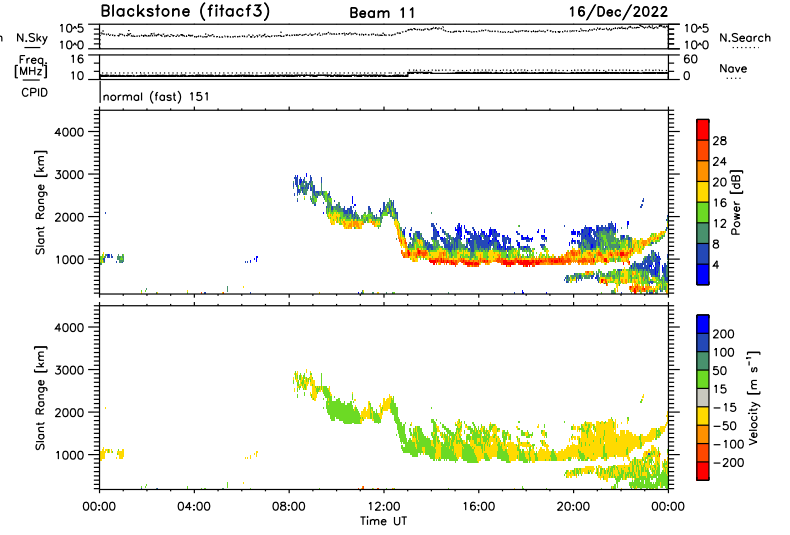 Blackstone (fitacf3)
Beam 11
16/Dec/2022
n
N.Sky
10^5
10^0
10^5
10^0
N.Search
Freq.
[MHz]
16
10
60
0
Nave
CPID
normal (fast) 151
4000
3000
2000
1000
Slant Range [km]
28
24
20
16
12
8
4
Power [dB]
4000
3000
2000
1000
Slant Range [km]
200
100
50
15
-15
-50
-100
-200
Velocity [m s⁻¹]
00:00
04:00
08:00
12:00
16:00
20:00
00:00
Time UT